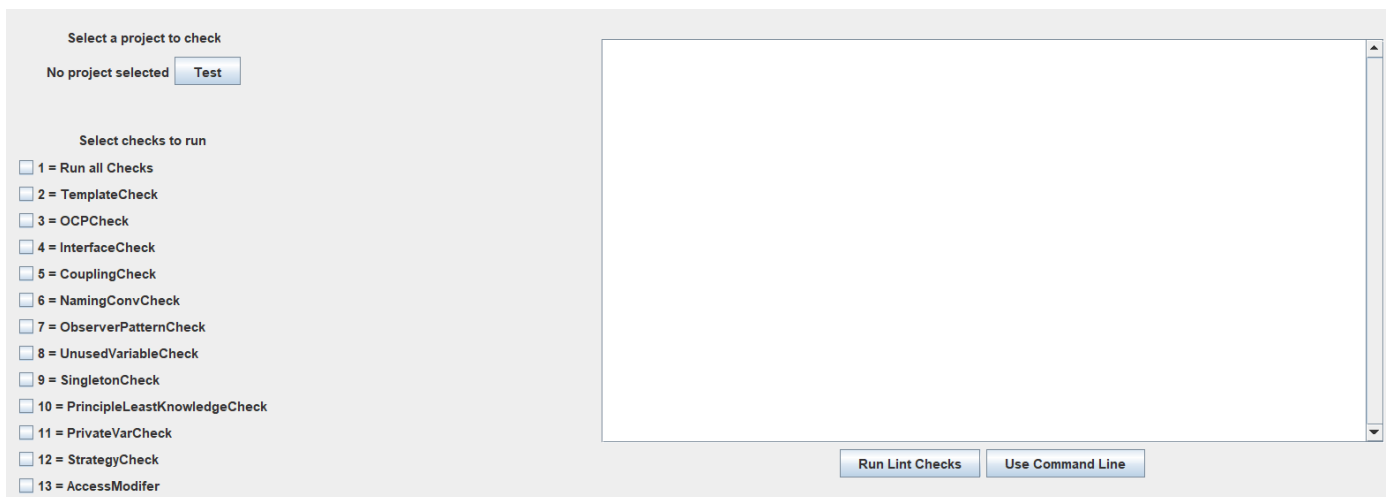 Select a project to check
No project selected Test
Select checks to run
1 = Run all Checks
2 = TemplateCheck
3 = OCPCheck
4 = InterfaceCheck
5 = CouplingCheck
6 = NamingConvCheck
7 = ObserverPatternCheck
8 = UnusedVariableCheck
9 = SingletonCheck
10 = PrincipleLeastKnowledgeCheck
11 = PrivateVarCheck
12 = StrategyCheck
13 = AccessModifer
Run Lint Checks Use Command Line